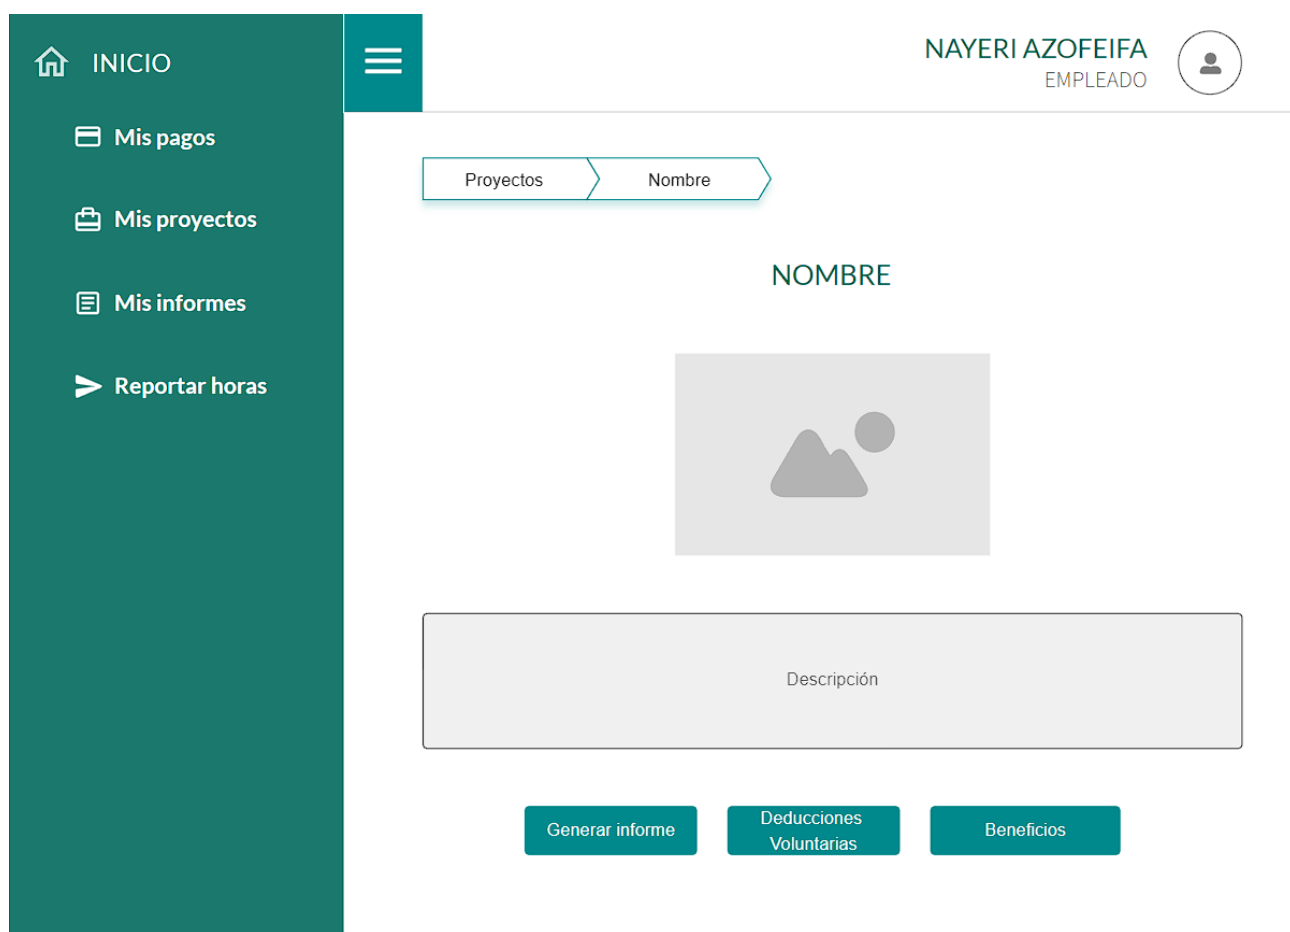 INICIO
Mis pagos
Mis proyectos
Mis informes
Reportar horas
NAYERI AZOFEIFA
EMPLEADO
Proyectos
Nombre
NOMBRE
Descripción
Generar informe
Deducciones
Voluntarias
Beneficios